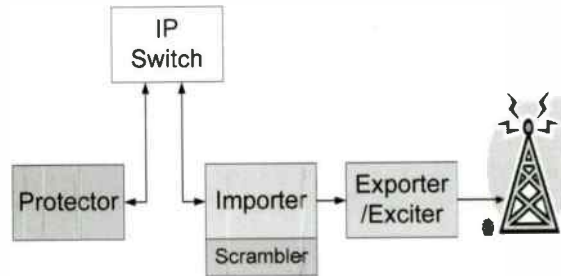 IP
Switch
Protector
Importer
Exporter
/Exciter
Scrambler